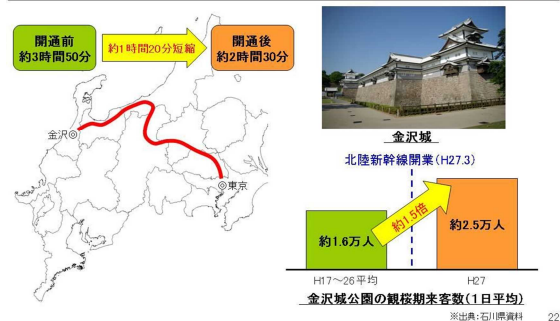 開通前
約3時間50分
約1時間20分短縮
開通後
約2時間30分
金沢◎
◎東京
金沢城
北陸新幹線開業(H27.3)
約1.6万人
約1.5倍
約2.5万人
H17～26平均
H27
金沢城公園の観桜期来客数(1日平均)
※出典:石川県資料
22